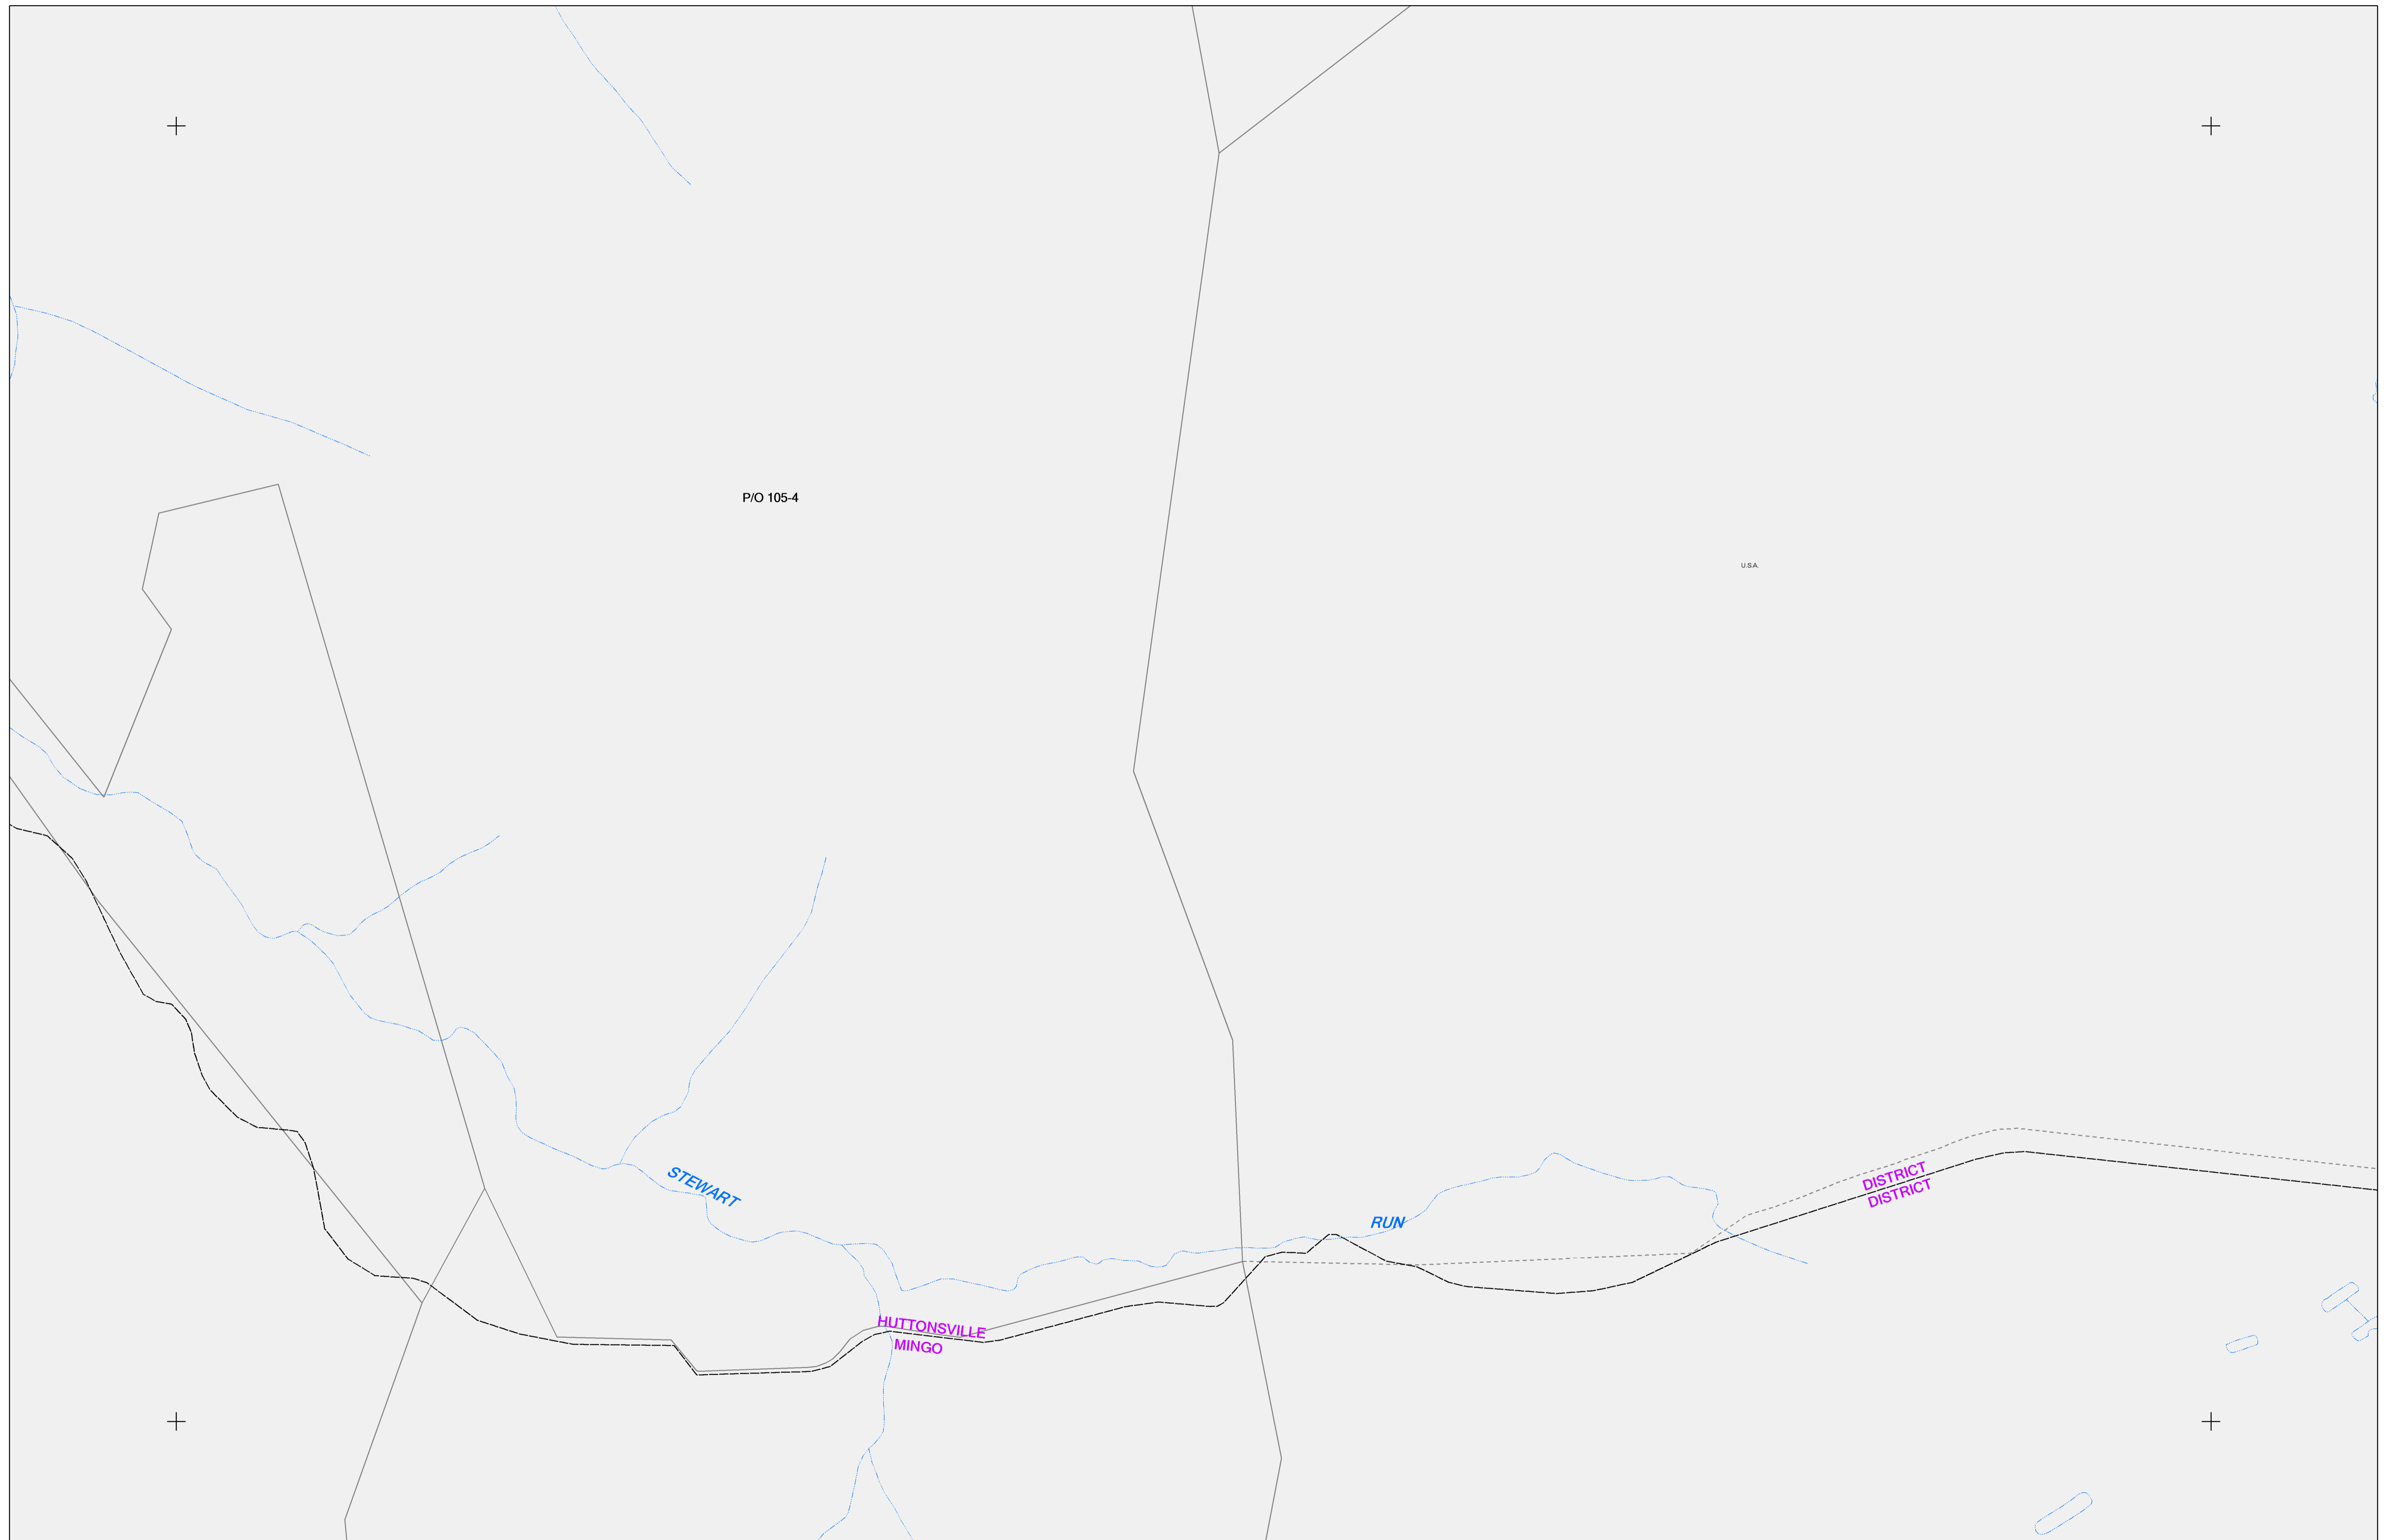 P/O 105-4
U.S.A.
STEWART
RUN
DISTRICT
DISTRICT
HUTTONSVILLE
MINGO